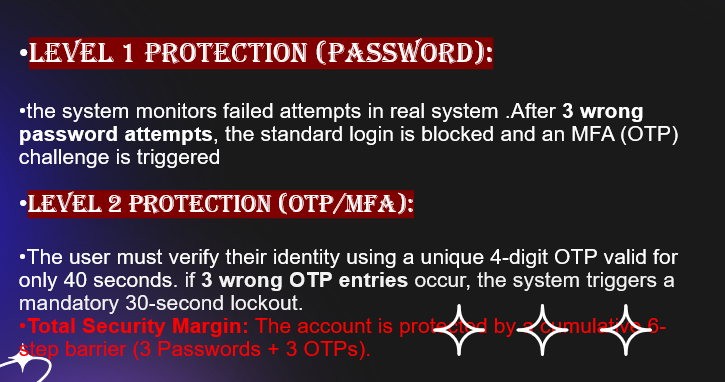 •LEVEL 1 PROTECTION (PASSWORD):
•the system monitors failed attempts in real system .After 3 wrong
password attempts, the standard login is blocked and an MFA (OTP)
challenge is triggered
•LEVEL 2 PROTECTION (OTP/MFA):
•The user must verify their identity using a unique 4-digit OTP valid for
only 40 seconds. if 3 wrong OTP entries occur, the system triggers a
mandatory 30-second lockout.
•Total Security Margin: The account is protected by a cumulative 6-
step barrier (3 Passwords + 3 OTPs).